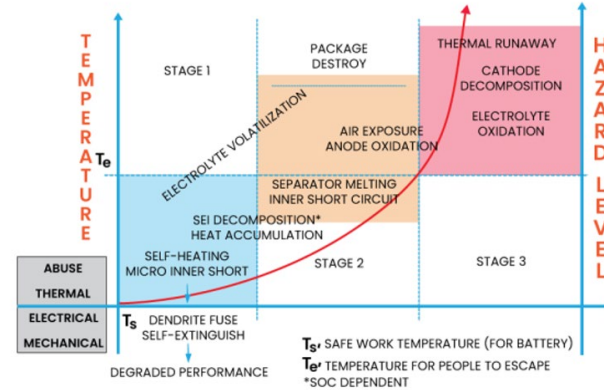 TEMPERATURE
HAZARD LEVEL
STAGE 1
PACKAGE
DESTROY
THERMAL RUNAWAY
CATHODE
DECOMPOSITION
ELECTROLYTE
OXIDATION
ELECTROLYTE VOLATILIZATION
AIR EXPOSURE
ANODE OXIDATION
Te
SEPARATOR MELTING
INNER SHORT CIRCUIT
SEI DECOMPOSITION*
HEAT ACCUMULATION
SELF-HEATING
MICRO INNER SHORT
STAGE 2
STAGE 3
ABUSE
THERMAL
ELECTRICAL
MECHANICAL
Ts
DENDRITE FUSE
SELF-EXTINGUISH
DEGRADED PERFORMANCE
Ts, SAFE WORK TEMPERATURE (FOR BATTERY)
Te, TEMPERATURE FOR PEOPLE TO ESCAPE
*SOC DEPENDENT